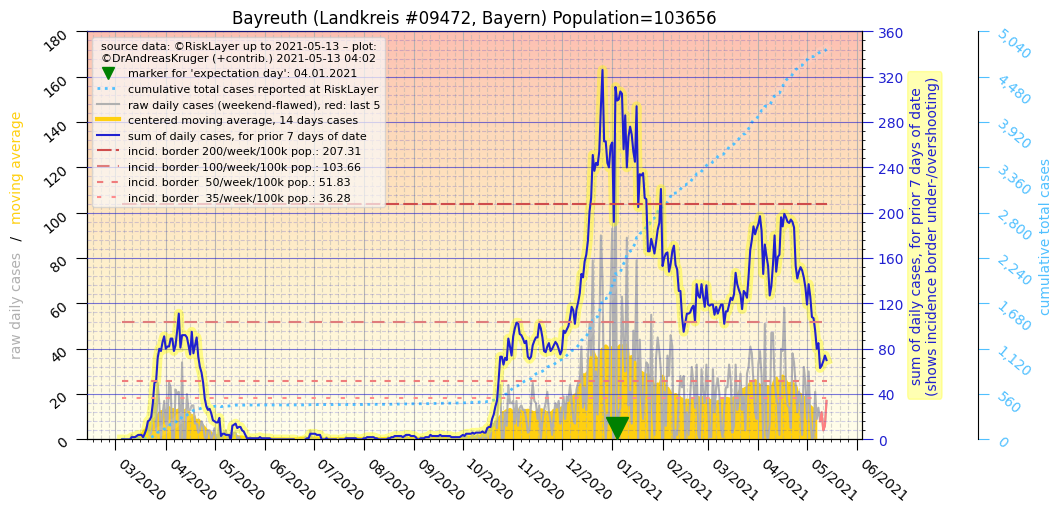 Bayreuth (Landkreis #09472, Bayern) Population=103656
source data: ©RiskLayer up to 2021-05-13 – plot:
©DrAndreasKruger (+contrib.) 2021-05-13 04:02
marker for 'expectation day': 04.01.2021
cumulative total cases reported at RiskLayer
raw daily cases (weekend-flawed), red: last 5
centered moving average, 14 days cases
sum of daily cases, for prior 7 days of date
incid. border 200/week/100k pop.: 207.31
incid. border 100/week/100k pop.: 103.66
incid. border  50/week/100k pop.: 51.83
incid. border  35/week/100k pop.: 36.28
raw daily cases / moving average
180
160
140
120
100
80
60
40
20
0
03/2020
04/2020
05/2020
06/2020
07/2020
08/2020
09/2020
10/2020
11/2020
12/2020
01/2021
02/2021
03/2021
04/2021
05/2021
06/2021
360
320
280
240
200
160
120
80
40
0
sum of daily cases, for prior 7 days of date
(shows incidence border under-/overshooting)
5,040
4,480
3,920
3,360
2,800
2,240
1,680
1,120
560
0
cumulative total cases